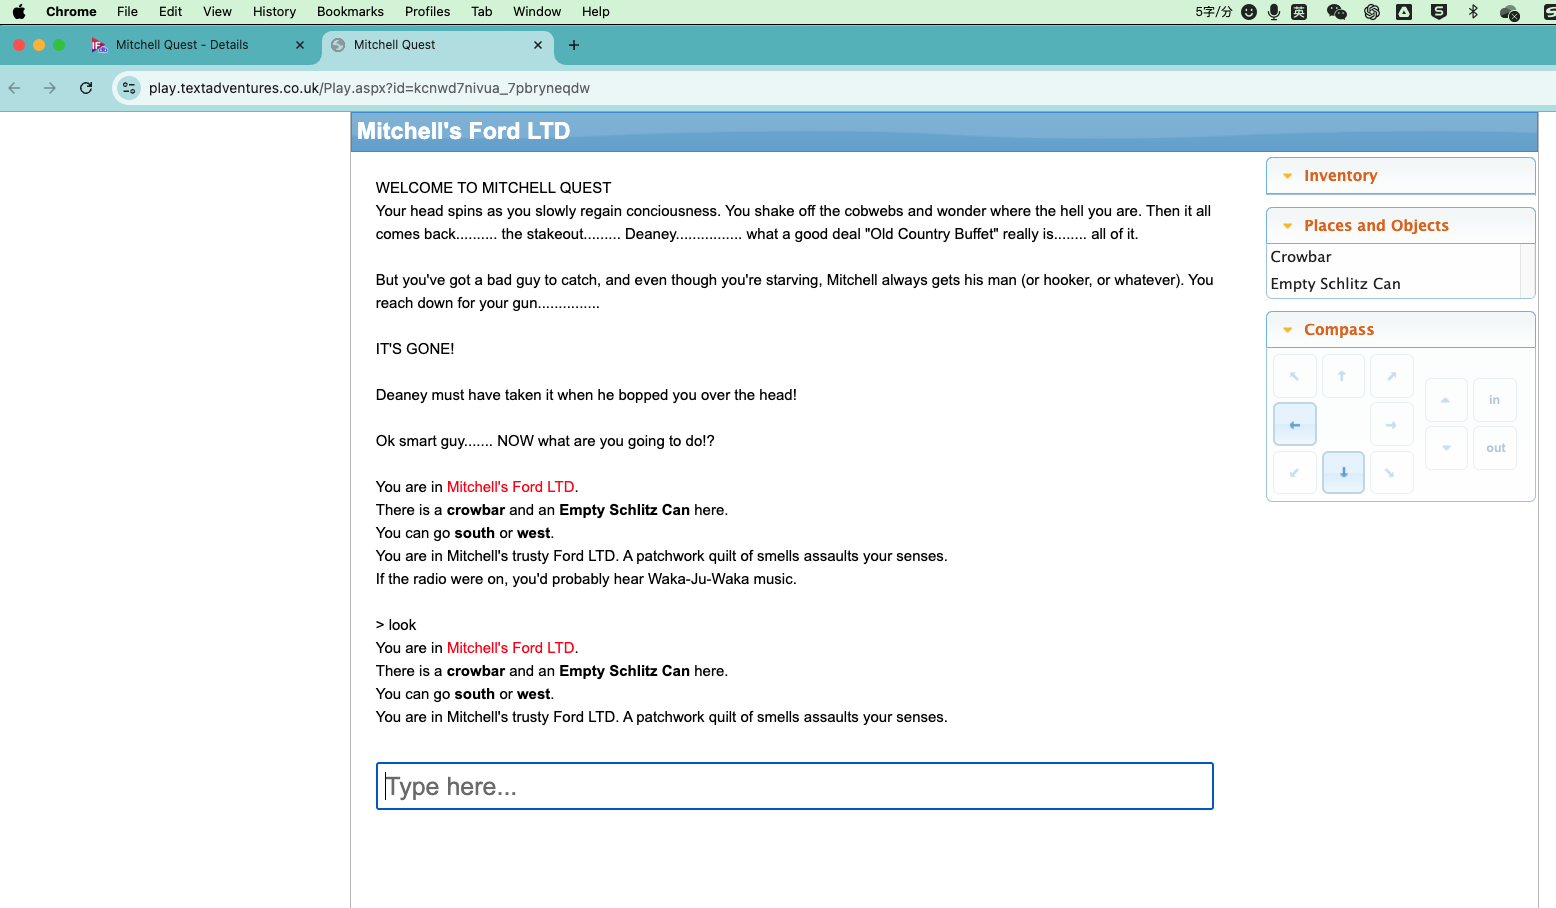 Chrome File Edit View History Bookmarks Profiles Tab Window Help 5字/分 英
Mitchell Quest - Details Mitchell Quest
play.textadventures.co.uk/Play.aspx?id=kcnwd7nivua_7pbryneqdw
Mitchell's Ford LTD
WELCOME TO MITCHELL QUEST
Your head spins as you slowly regain conciousness. You shake off the cobwebs and wonder where the hell you are. Then it all
comes back.......... the stakeout......... Deaney................ what a good deal "Old Country Buffet" really is........ all of it.
But you've got a bad guy to catch, and even though you're starving, Mitchell always gets his man (or hooker, or whatever). You
reach down for your gun...............
IT'S GONE!
Deaney must have taken it when he bopped you over the head!
Ok smart guy....... NOW what are you going to do!?
You are in Mitchell's Ford LTD.
There is a crowbar and an Empty Schlitz Can here.
You can go south or west.
You are in Mitchell's trusty Ford LTD. A patchwork quilt of smells assaults your senses.
If the radio were on, you'd probably hear Waka-Ju-Waka music.
> look
You are in Mitchell's Ford LTD.
There is a crowbar and an Empty Schlitz Can here.
You can go south or west.
You are in Mitchell's trusty Ford LTD. A patchwork quilt of smells assaults your senses.
Type here...
Inventory
Places and Objects
Crowbar
Empty Schlitz Can
Compass
in
out